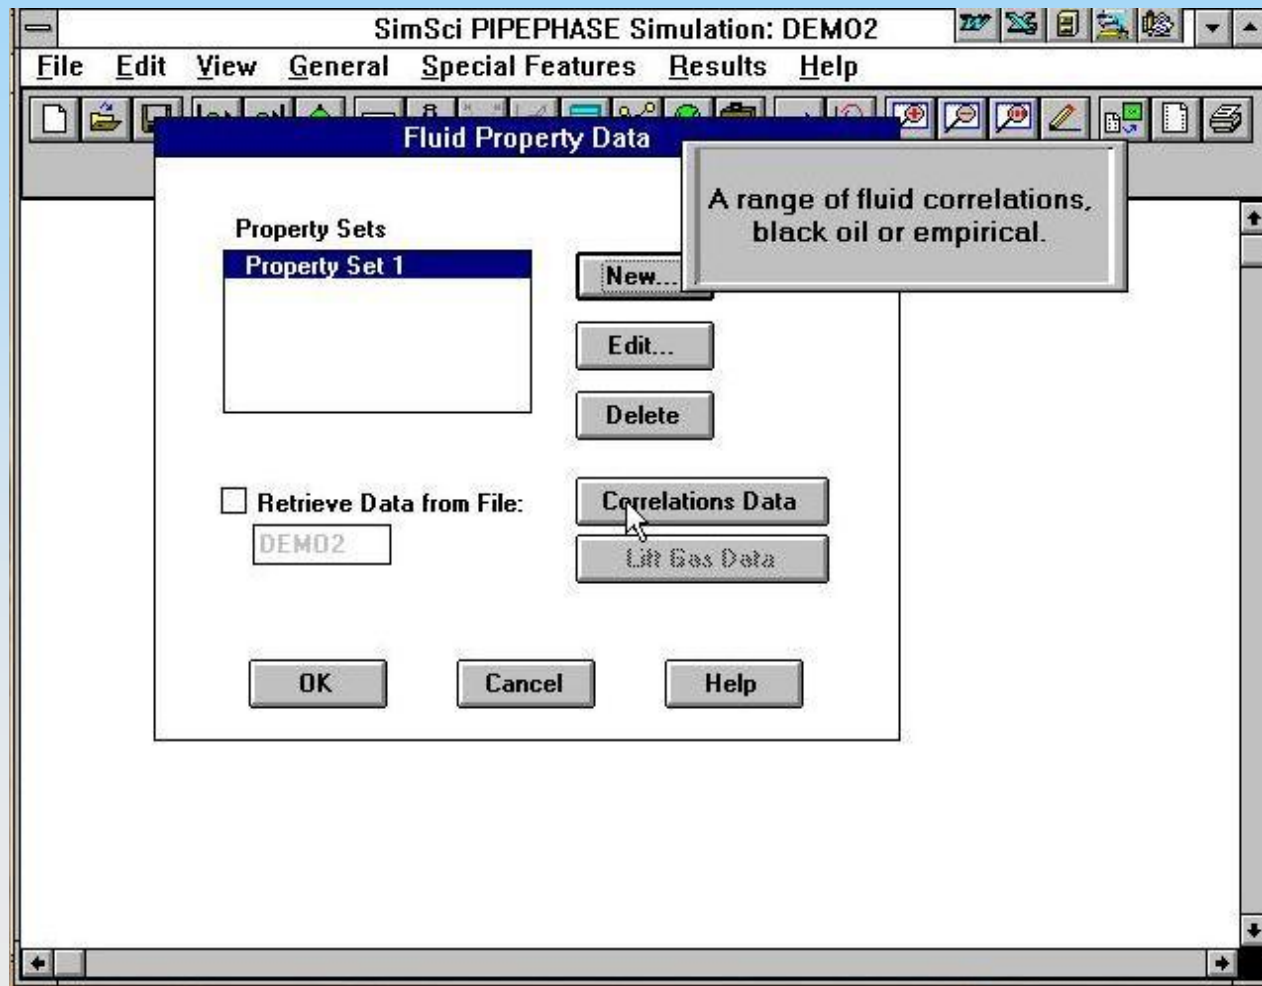 SimSci PIPEPHASE Simulation: DEMO2
File Edit View General Special Features Results Help
Fluid Property Data
A range of fluid correlations,
black oil or empirical.
Property Sets
Property Set 1
New...
Edit...
Delete
Retrieve Data from File:
DEMO2
Correlations Data
Lift Gas Data
OK Cancel Help